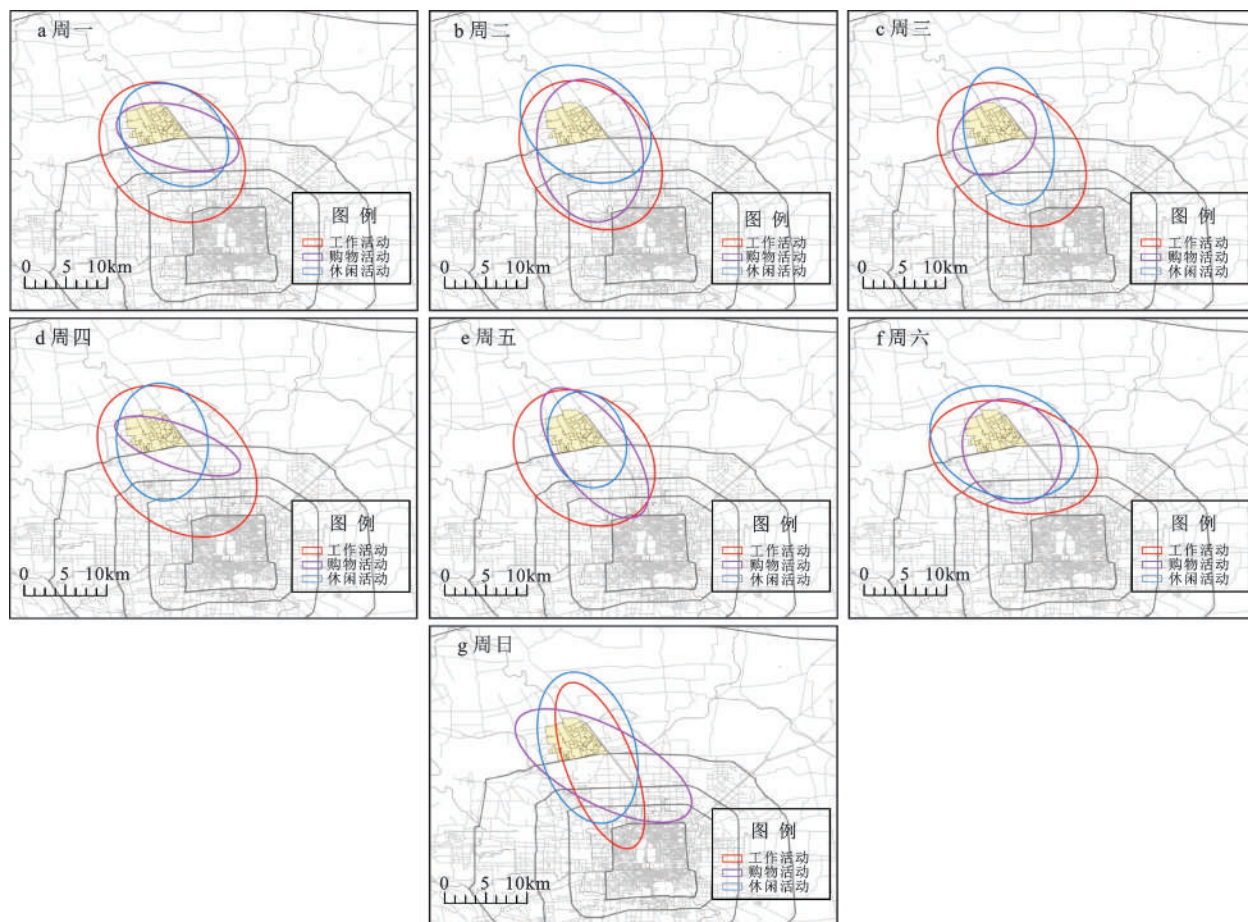 a 周一
图 例
工作活动
购物活动
休闲活动
0 5 10km
b 周二
图 例
工作活动
购物活动
休闲活动
0 5 10km
c 周三
图 例
工作活动
购物活动
休闲活动
0 5 10km
d 周四
图 例
工作活动
购物活动
休闲活动
0 5 10km
e 周五
图 例
工作活动
购物活动
休闲活动
0 5 10km
f 周六
图 例
工作活动
购物活动
休闲活动
0 5 10km
g 周日
图 例
工作活动
购物活动
休闲活动
0 5 10km